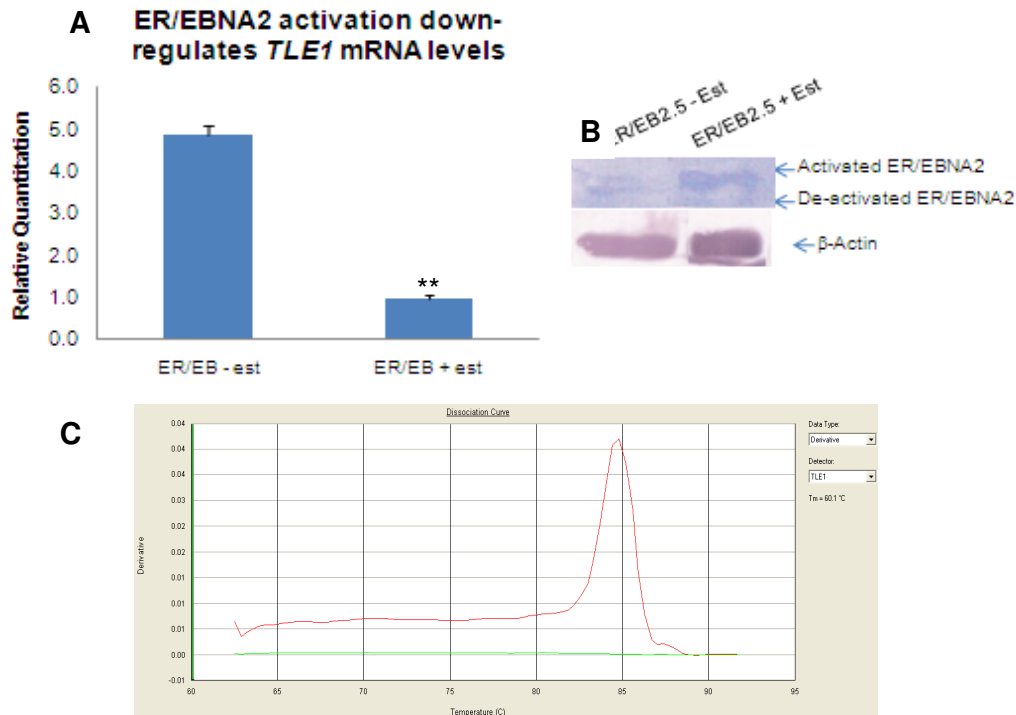 A
ER/EBNA2 activation down-
regulates TLE1 mRNA levels
Relative Quantitation
6.0
5.0
4.0
3.0
2.0
1.0
0.0
**
ER/EB - est
ER/EB + est
B
ER/EB2.5 + Est
R/EB2.5 - Est
Activated ER/EBNA2
De-activated ER/EBNA2
β-Actin
C
Dissociation Curve
Derivative
0.04
0.04
0.03
0.02
0.02
0.01
0.01
0.00
-0.01
60
65
70
75
80
85
90
95
Temperature (C)
Data Type:
Derivative
Detector:
TLE1
Tm = 60.1 °C